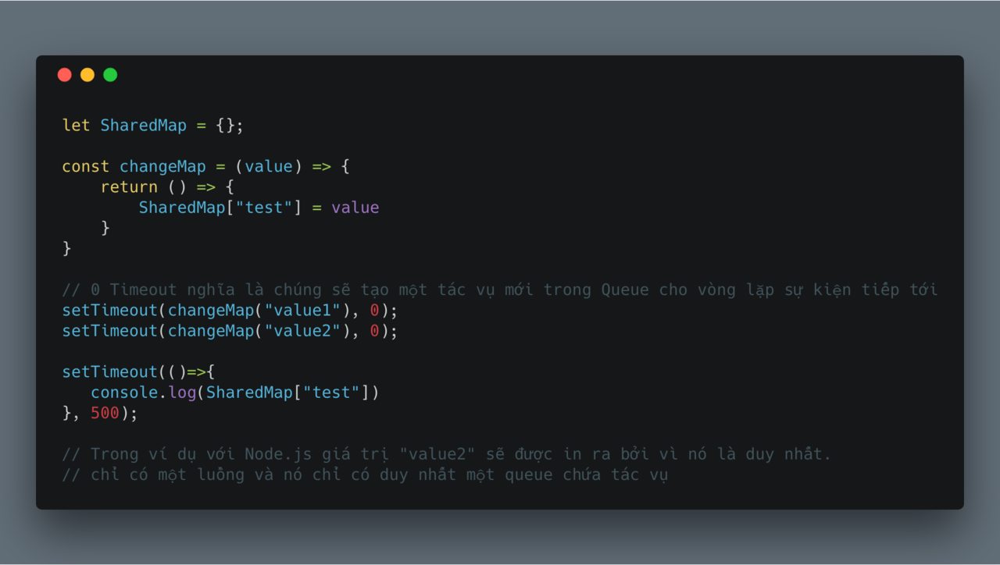 let SharedMap = {};
const changeMap = (value) => {
    return () => {
        SharedMap["test"] = value
    }
}
// 0 Timeout nghĩa là chúng sẽ tạo một tác vụ mới trong Queue cho vòng lặp sự kiện tiếp tới
setTimeout(changeMap("value1"), 0);
setTimeout(changeMap("value2"), 0);
setTimeout(()=>{
   console.log(SharedMap["test"])
}, 500);
// Trong ví dụ với Node.js giá trị "value2" sẽ được in ra bởi vì nó là duy nhất.
// chỉ có một luồng và nó chỉ có duy nhất một queue chứa tác vụ